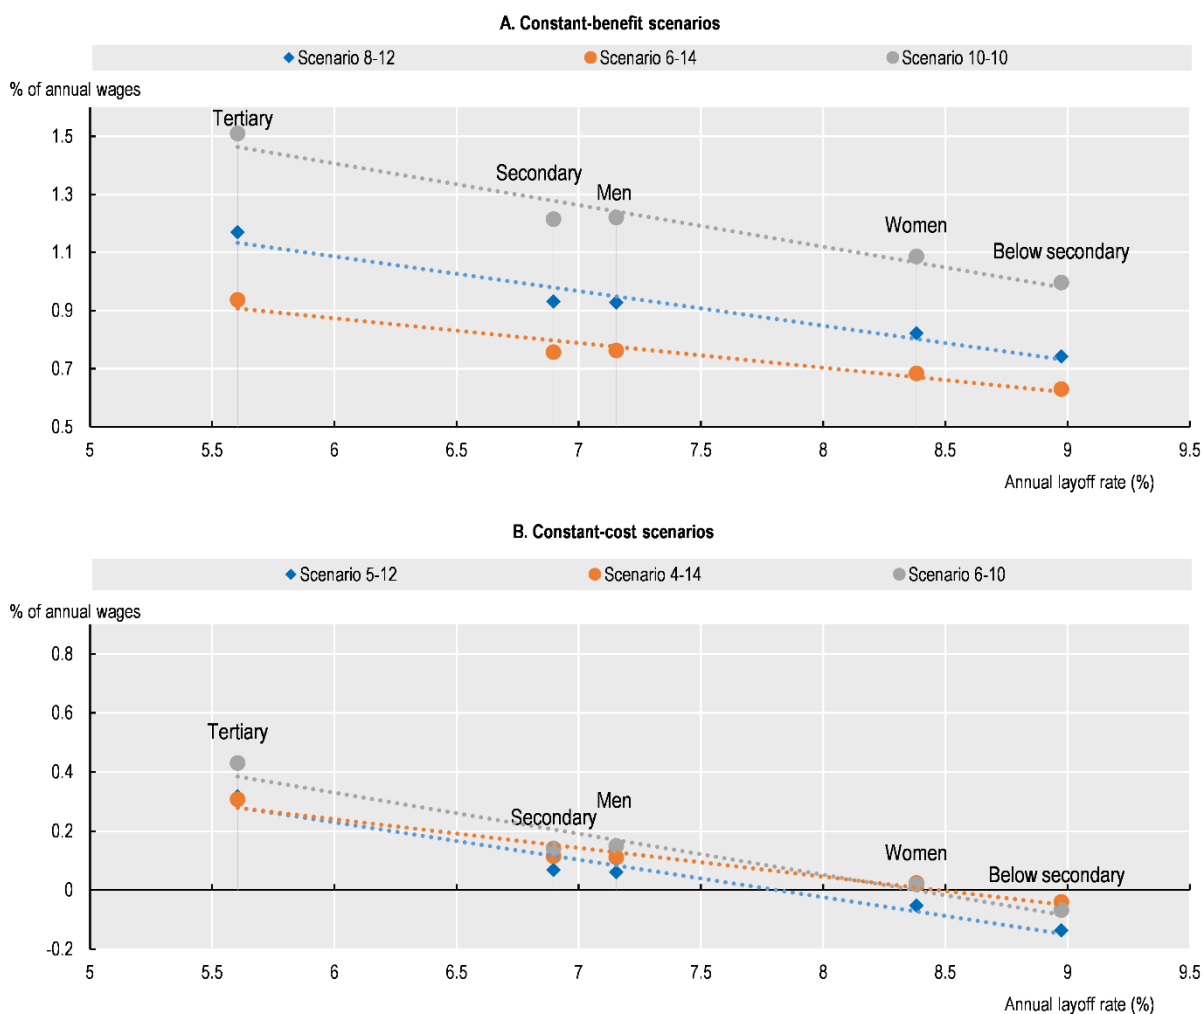 A. Constant-benefit scenarios
Scenario 8-12 Scenario 6-14 Scenario 10-10
% of annual wages
1.5
1.3
1.1
0.9
0.7
0.5
Tertiary
Secondary
Men
Women
Below secondary
5 5.5 6 6.5 7 7.5 8 8.5 9 9.5
Annual layoff rate (%)
B. Constant-cost scenarios
Scenario 5-12 Scenario 4-14 Scenario 6-10
% of annual wages
0.8
0.6
0.4
0.2
0
-0.2
Tertiary
Secondary
Men
Women
Below secondary
5 5.5 6 6.5 7 7.5 8 8.5 9 9.5
Annual layoff rate (%)